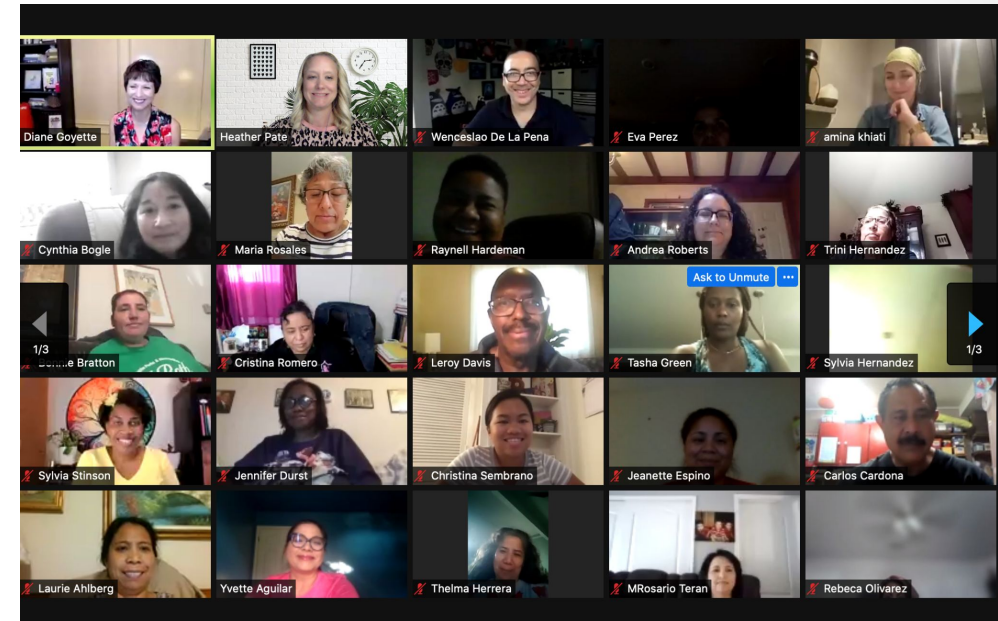 Diane Goyette
Heather Pate
Wenceslao De La Pena
Eva Perez
amina khiati
Cynthia Bogle
Maria Rosales
Raynell Hardeman
Andrea Roberts
Trini Hernandez
1/3
Bratton
Cristina Romero
Leroy Davis
Ask to Unmute
Tasha Green
Sylvia Hernandez
1/3
Sylvia Stinson
Jennifer Durst
Christina Sembrano
Jeanette Espino
Carlos Cardona
Laurie Ahlberg
Yvette Aguilar
Thelma Herrera
MRosario Teran
Rebeca Olivarez